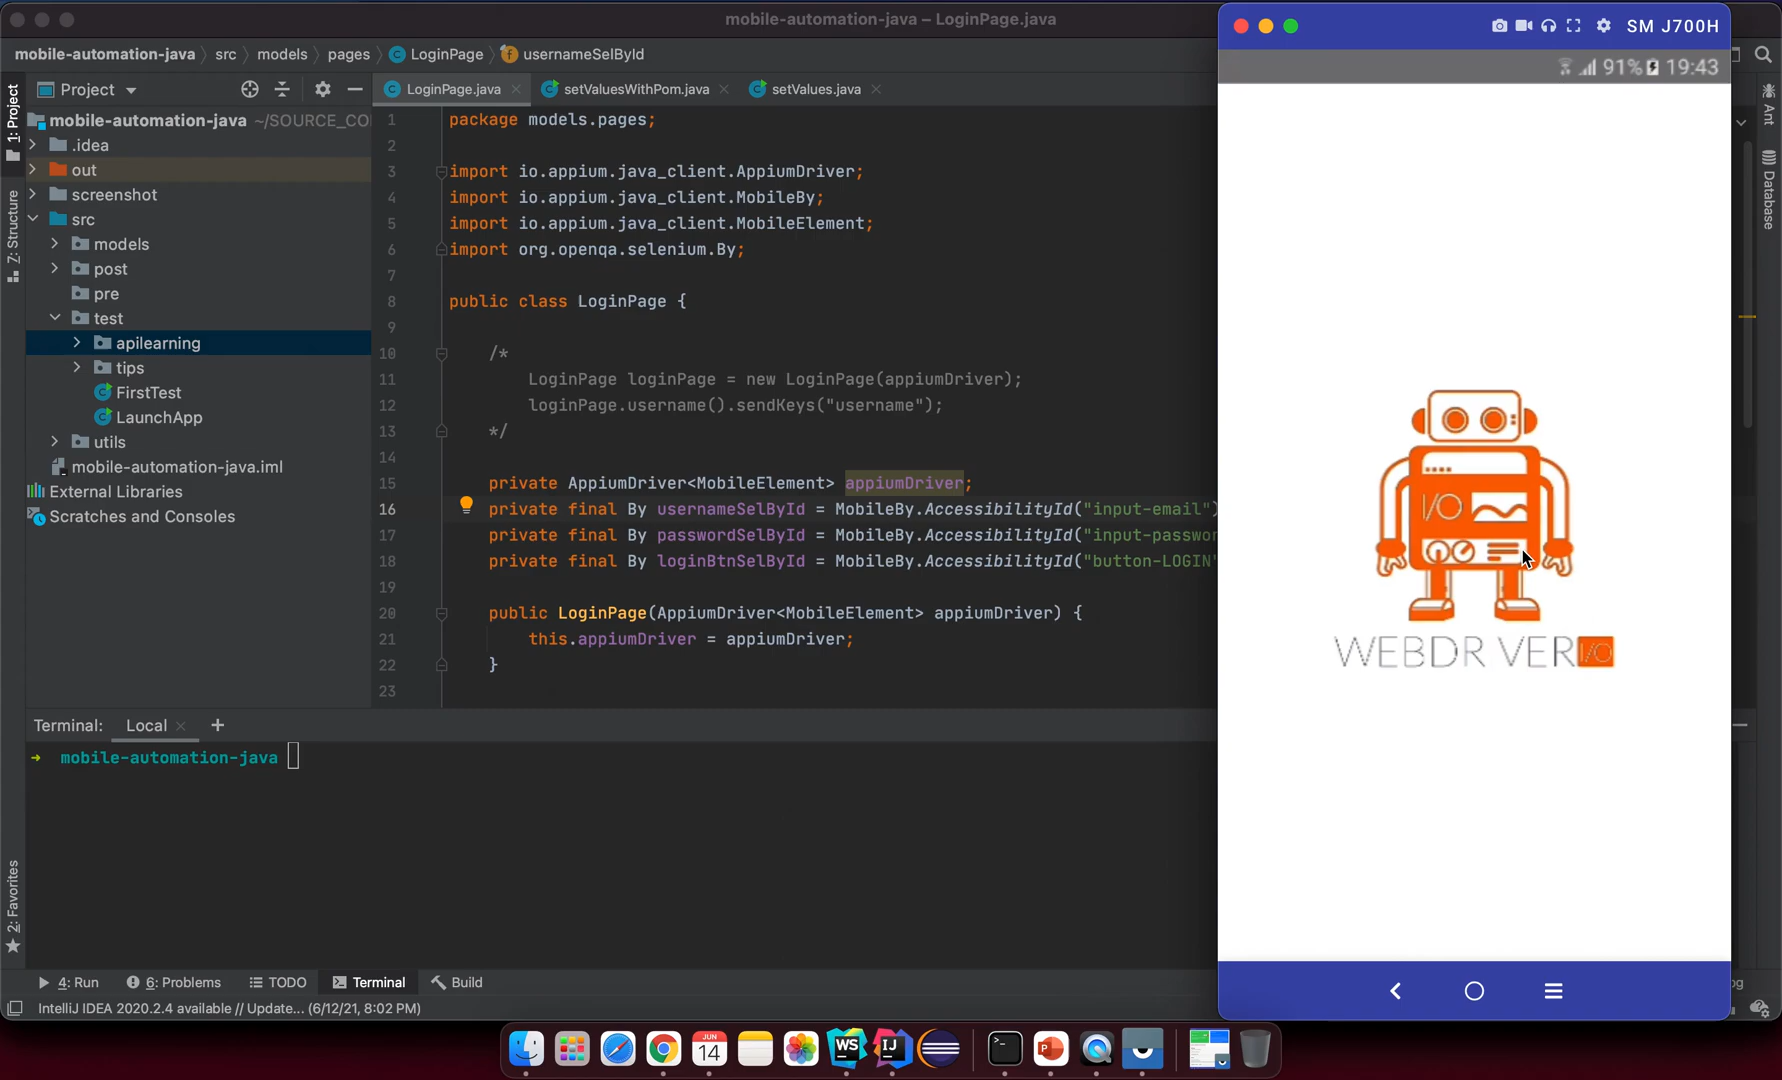 mobile-automation-java – LoginPage.java
mobile-automation-java src models pages LoginPage usernameSelById
1: Project
Project
LoginPage.java
setValuesWithPom.java
setValues.java
mobile-automation-java ~/SOURCE_CO
.idea
out
screenshot
src
models
post
pre
test
apilearning
tips
FirstTest
LaunchApp
utils
mobile-automation-java.iml
External Libraries
Scratches and Consoles
7: Structure
2: Favorites
1 package models.pages;
2
3 import io.appium.java_client.AppiumDriver;
4 import io.appium.java_client.MobileBy;
5 import io.appium.java_client.MobileElement;
6 import org.openqa.selenium.By;
7
8 public class LoginPage {
9
10 /*
11 LoginPage loginPage = new LoginPage(appiumDriver);
12 loginPage.username().sendKeys("username");
13 */
14
15 private AppiumDriver<MobileElement> appiumDriver;
16 private final By usernameSelById = MobileBy.AccessibilityId("input-email")
17 private final By passwordSelById = MobileBy.AccessibilityId("input-passwor
18 private final By loginBtnSelById = MobileBy.AccessibilityId("button-LOGIN"
19
20 public LoginPage(AppiumDriver<MobileElement> appiumDriver) {
21 this.appiumDriver = appiumDriver;
22 }
23
Terminal: Local +
➜ mobile-automation-java
4: Run
6: Problems
TODO
Terminal
Build
IntelliJ IDEA 2020.2.4 available // Update... (6/12/21, 8:02 PM)
SM J700H
91% 19:43
I/O
WEBDR VERI/O
Ant
Database
og
JUN
14
WS
IJ